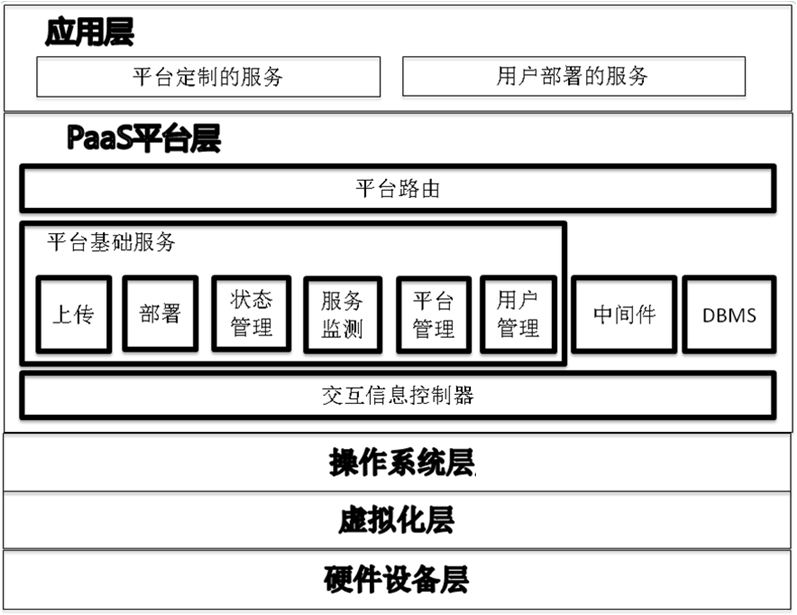 应用层
平台定制的服务
用户部署的服务
PaaS平台层
平台路由
平台基础服务
上传
部署
状态
管理
服务
监测
平台
管理
用户
管理
中间件
DBMS
交互信息控制器
操作系统层
虚拟化层
硬件设备层